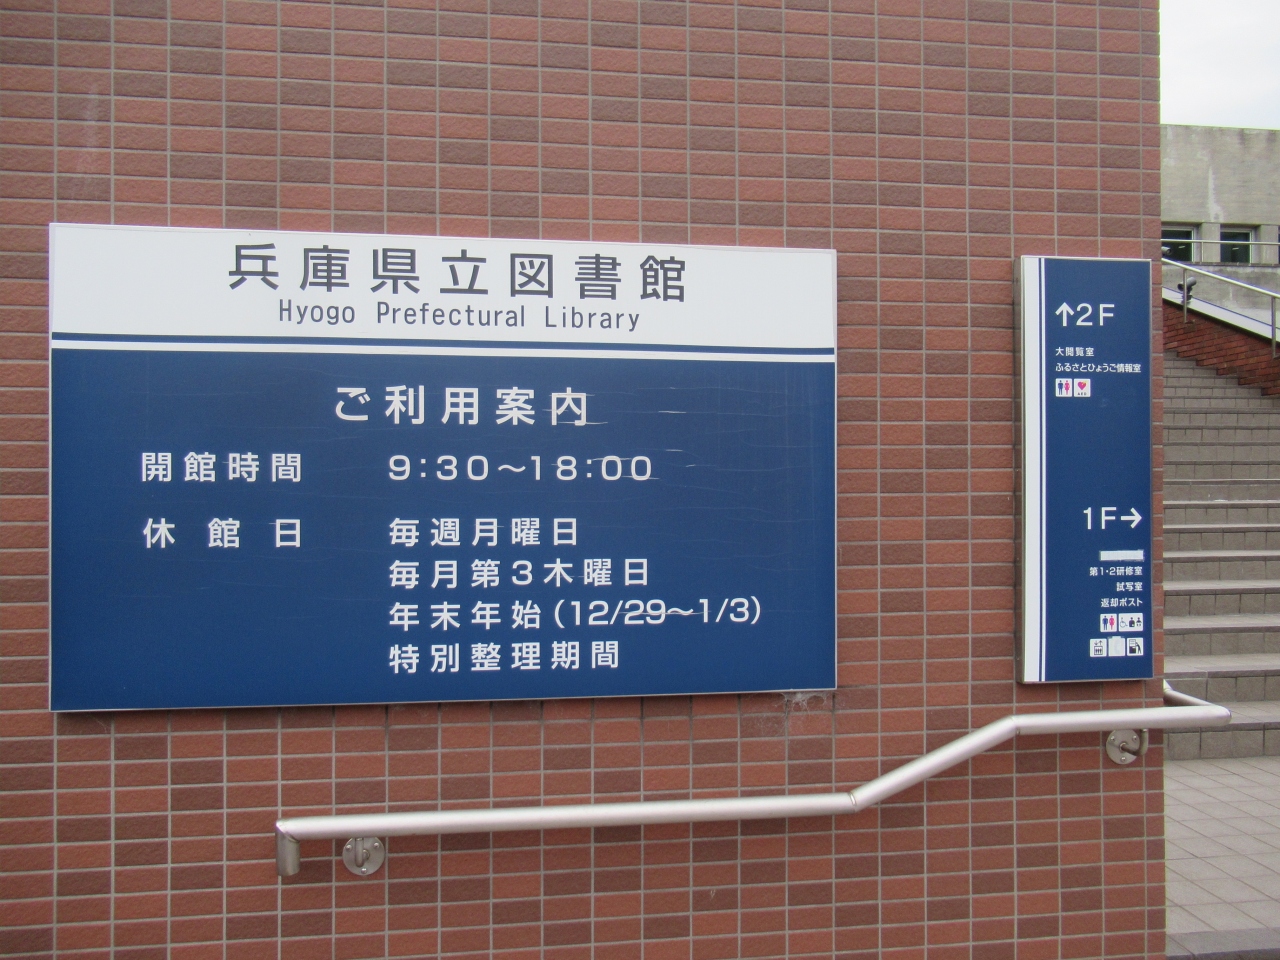 兵庫県立図書館
Hyogo Prefectural Library
ご利用案内
開館時間 9:30〜18:00
休館日 毎週月曜日
毎月第3木曜日
年末年始(12/29〜1/3)
特別整理期間
↑2F
大閲覧室
ふるさとひょうご情報室
1F→
第1・2研修室
試写室
返却ポスト